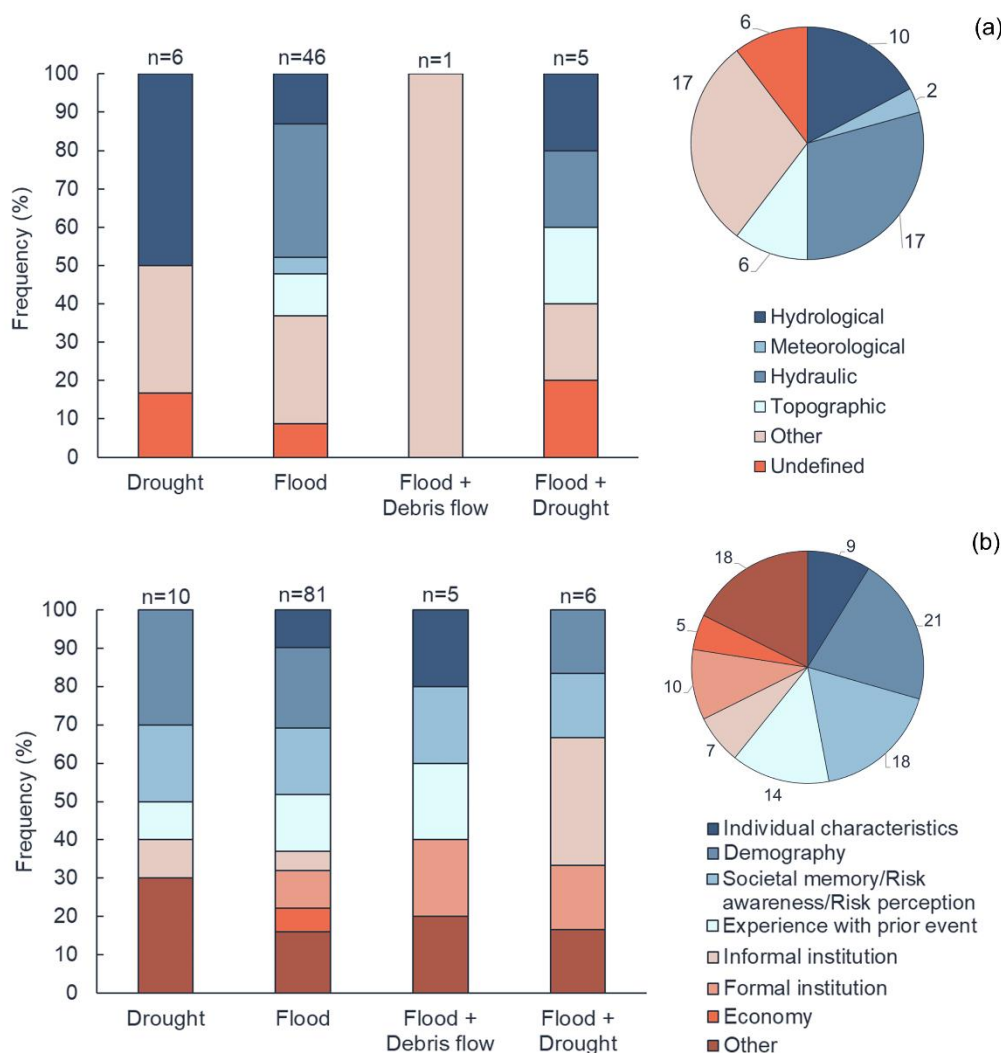 (a)
n=6
n=46
n=1
n=5
Frequency (%)
100
90
80
70
60
50
40
30
20
10
0
Drought
Flood
Flood +
Debris flow
Flood +
Drought
6
10
2
17
17
6
Hydrological
Meteorological
Hydraulic
Topographic
Other
Undefined
(b)
n=10
n=81
n=5
n=6
Frequency (%)
100
90
80
70
60
50
40
30
20
10
0
Drought
Flood
Flood +
Debris flow
Flood +
Drought
18
9
21
5
10
7
14
18
Individual characteristics
Demography
Societal memory/Risk
awareness/Risk perception
Experience with prior event
Informal institution
Formal institution
Economy
Other